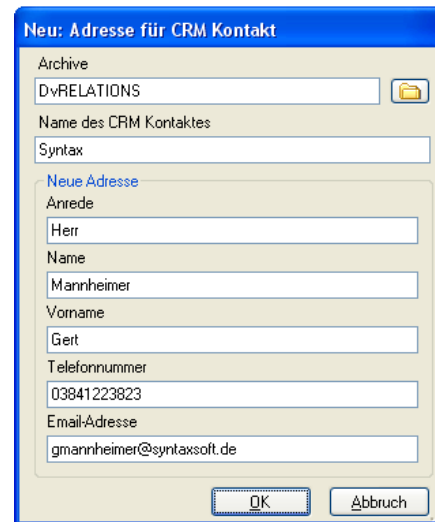 Neu: Adresse für CRM Kontakt
Archive
DvRELATIONS
Name des CRM Kontaktes
Syntax
Neue Adresse
Anrede
Herr
Name
Mannheimer
Vorname
Gert
Telefonnummer
03841223823
Email-Adresse
gmannheimer@syntaxsoft.de
OK Abbruch